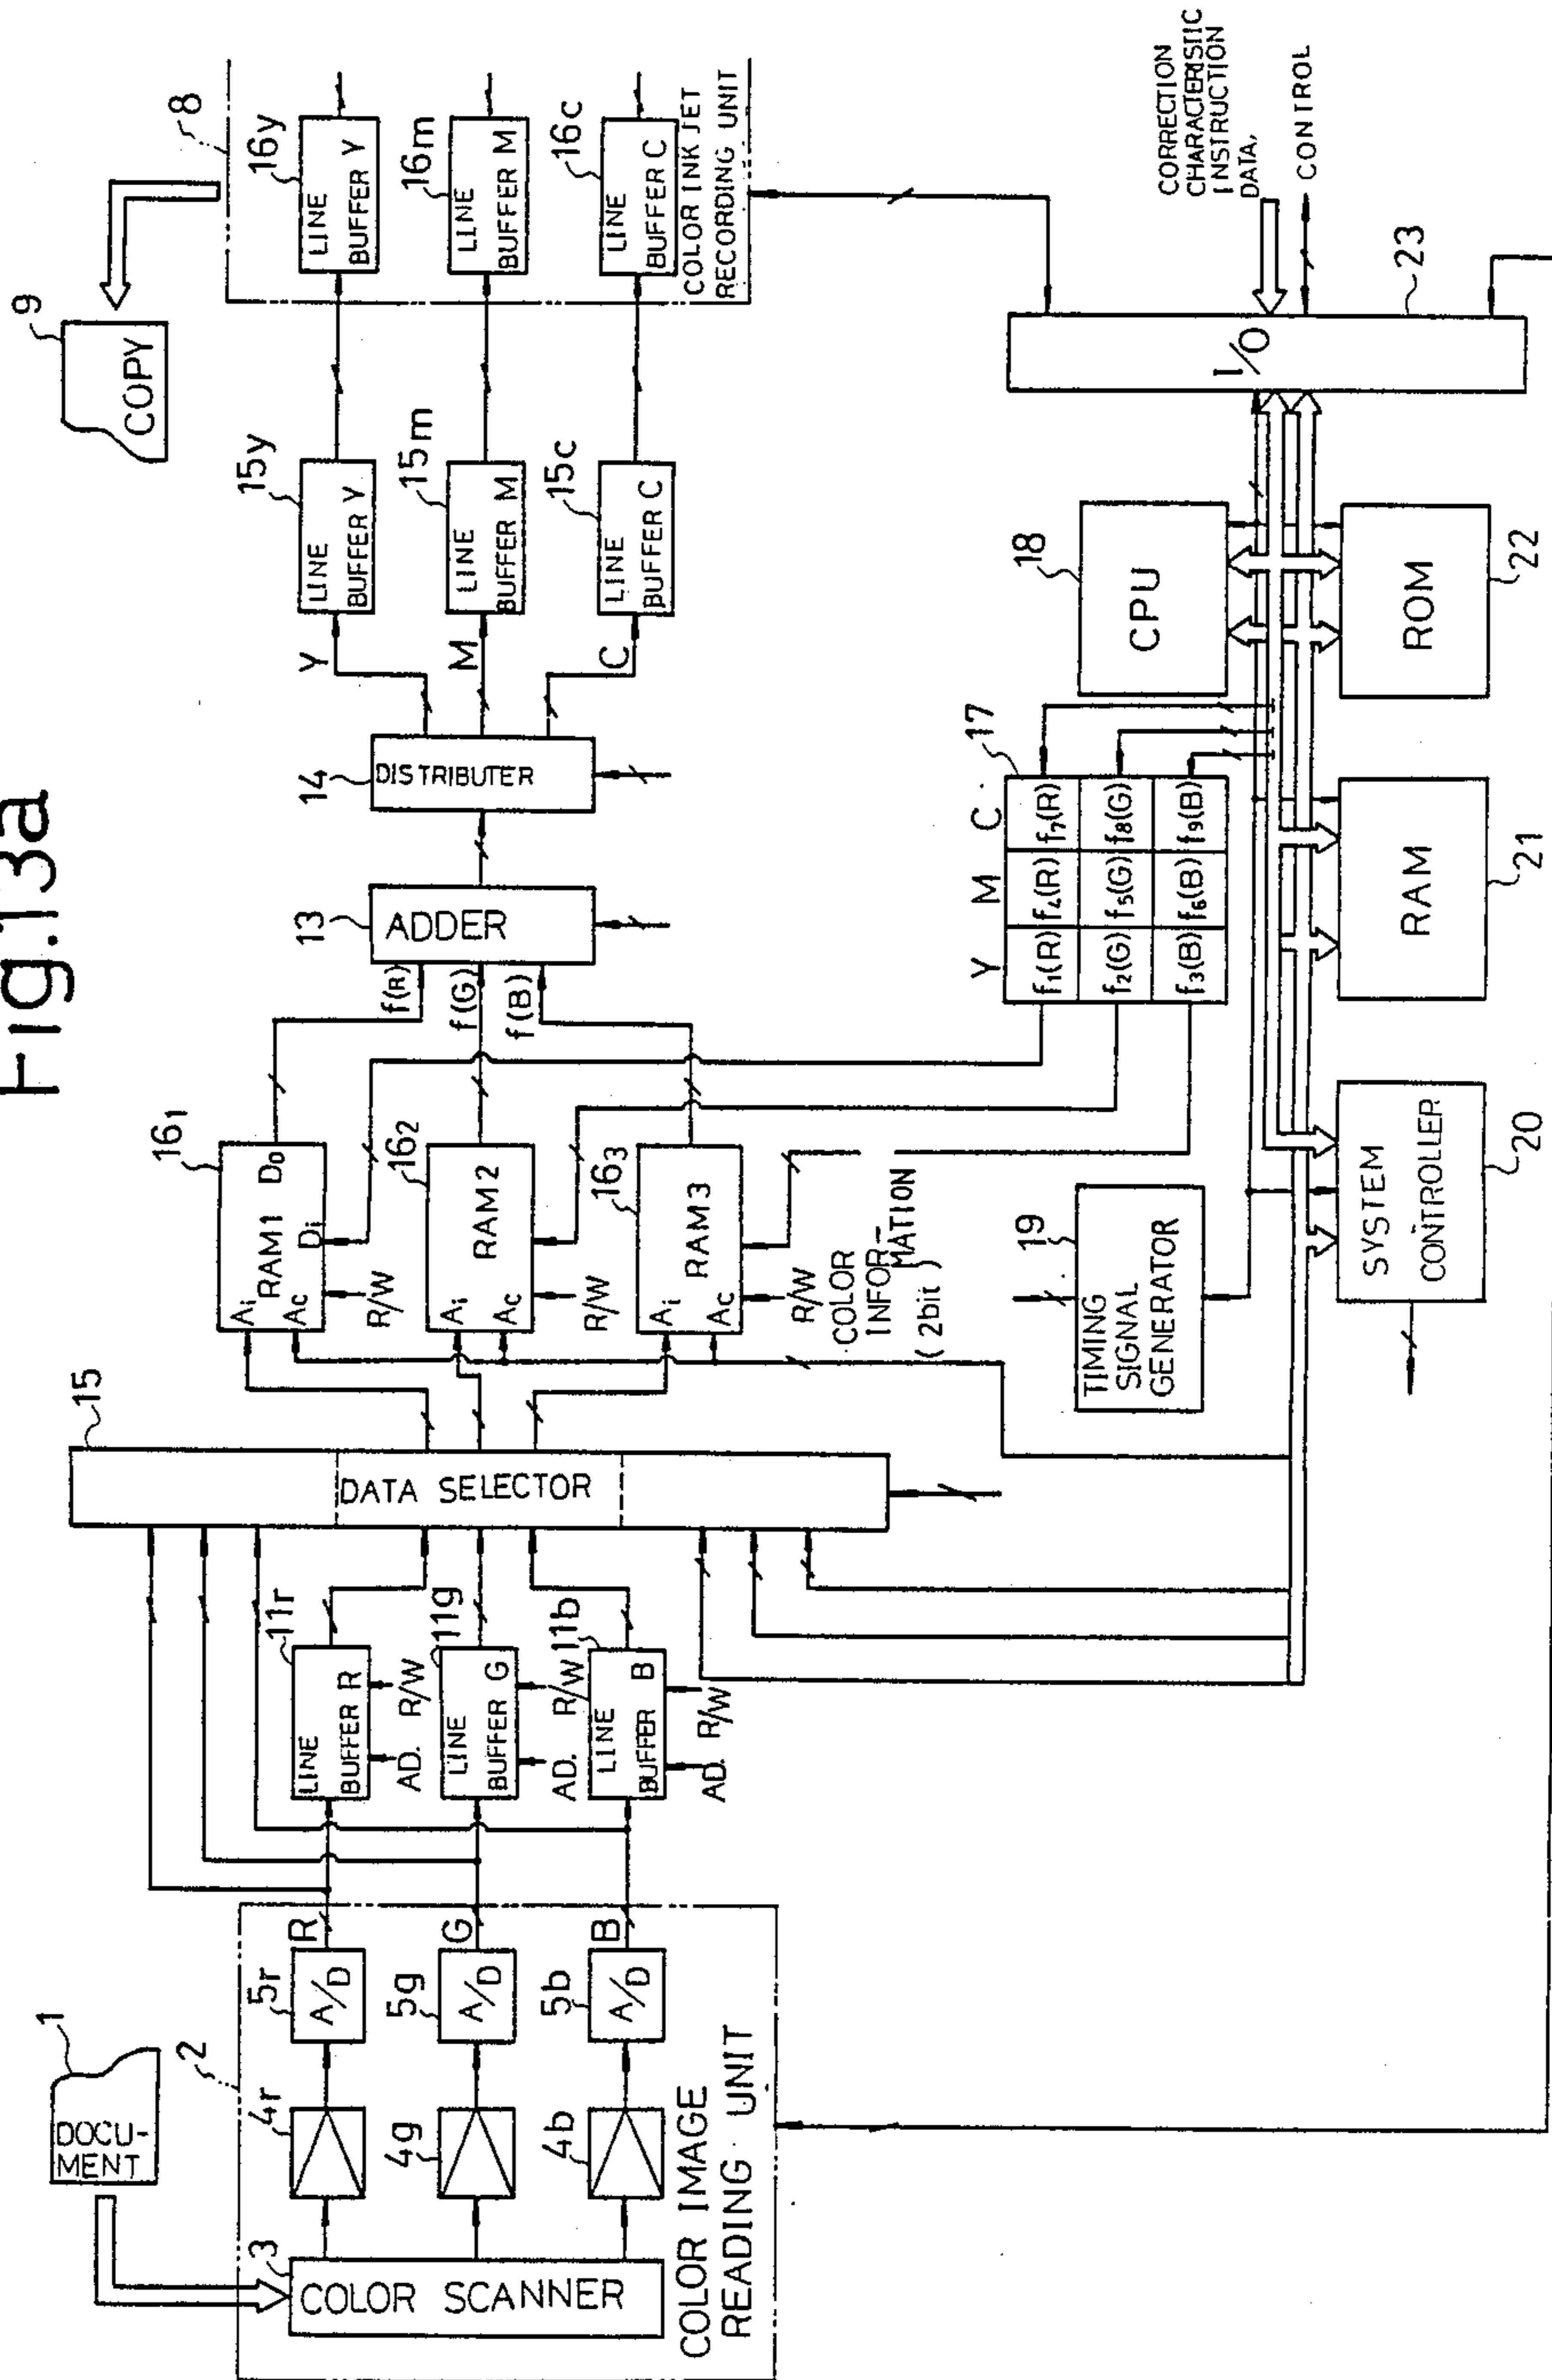 Fig.13a
1
DOCU-
MENT
2
3
COLOR SCANNER
4r
4g
4b
5r
A/D
R
5g
A/D
G
5b
A/D
B
COLOR IMAGE
READING UNIT
11r
LINE
BUFFER R
AD. R/W
11g
LINE
BUFFER G
AD. R/W
11b
LINE
BUFFER B
AD. R/W
15
DATA SELECTOR
16₁
Ai RAM1 Do
Ac Di
R/W
16₂
Ai RAM2
Ac
R/W
16₃
Ai RAM3
Ac
R/W
COLOR
INFOR-
MATION
(2bit)
f(R)
f(G)
f(B)
13
ADDER
14
DISTRIBUTER
Y
M
C
15y
LINE
BUFFER Y
15m
LINE
BUFFER M
15c
LINE
BUFFER C
9
COPY
8
16y
LINE
BUFFER Y
16m
LINE
BUFFER M
16c
LINE
BUFFER C
COLOR INK JET
RECORDING UNIT
19
TIMING
SIGNAL
GENERATOR
Y M C
17
f₁(R) f₄(R) f₇(R)
f₂(G) f₅(G) f₈(G)
f₃(B) f₆(B) f₉(B)
18
CPU
20
SYSTEM
CONTROLLER
21
RAM
22
ROM
I/O
23
CORRECTION
CHARACTERISTIC
INSTRUCTION
DATA,
CONTROL